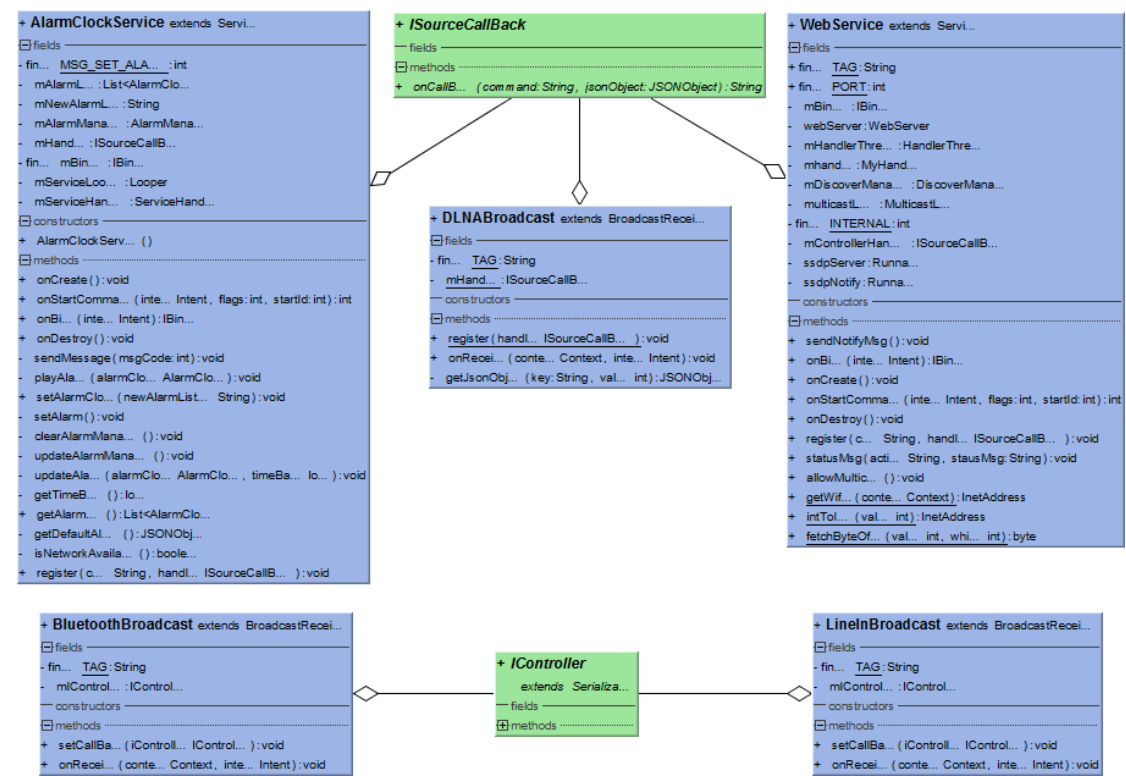 + AlarmClockService extends Servi...
fields
- fin... MSG_SET_ALA... :int
- mAlarmL... :List<AlarmClo...
- mNewAlarmL... :String
- mAlarmMana... :AlarmMana...
- mHand... :ISourceCallB...
- fin... mBin... :IBin...
- mServiceLoo... :Looper
- mServiceHan... :ServiceHand...
constructors
+ AlarmClockServ... ()
methods
+ onCreate():void
+ onStartComma... (inte... Intent, flags:int, startId:int):int
+ onBi... (inte... Intent):IBin...
+ onDestroy():void
- sendMessage(msgCode:int):void
- playAla... (alarmClo... AlarmClo... ):void
+ setAlarmClo... (newAlarmList... String):void
- setAlarm():void
- clearAlarmMana... ():void
- updateAlarmMana... ():void
- updateAla... (alarmClo... AlarmClo... , timeBa... lo... ):void
- getTimeB... ():lo...
+ getAlarm... ():List<AlarmClo...
- getDefaultAl... ():JSONObj...
- isNetworkAvaila... ():boole...
+ register(c... String, handl... ISourceCallB... ):void
+ ISourceCallBack
fields
methods
+ onCallB... (command:String, jsonObject:JSONObject):String
+ DLNABroadcast extends BroadcastRecei...
fields
- fin... TAG:String
- mHand... :ISourceCallB...
constructors
methods
+ register(handl... ISourceCallB... ):void
+ onRecei... (conte... Context, inte... Intent):void
- getJsonObj... (key:String, val... int):JSONObj...
+ WebService extends Servi...
fields
+ fin... TAG:String
+ fin... PORT:int
- mBin... :IBin...
- webServer:WebServer
- mHandlerThre... :HandlerThre...
- mhand... :MyHand...
- mDiscoverMana... :DiscoverMana...
- multicastL... :MulticastL...
- fin... INTERNAL:int
- mControllerHan... :ISourceCallB...
- ssdpServer:Runna...
- ssdpNotify:Runna...
constructors
methods
+ sendNotifyMsg():void
+ onBi... (inte... Intent):IBin...
+ onCreate():void
+ onStartComma... (inte... Intent, flags:int, startId:int):int
+ onDestroy():void
+ register(c... String, handl... ISourceCallB... ):void
+ statusMsg(acti... String, stausMsg:String):void
+ allowMultic... ():void
+ getWif... (conte... Context):InetAddress
+ intToI... (val... int):InetAddress
+ fetchByteOf... (val... int, whi... int):byte
+ BluetoothBroadcast extends BroadcastRecei...
fields
- fin... TAG:String
- mIControl... :IControl...
constructors
methods
+ setCallBa... (iControll... IControl... ):void
+ onRecei... (conte... Context, inte... Intent):void
+ IController
extends Serializa...
fields
methods
+ LineInBroadcast extends BroadcastRecei...
fields
- fin... TAG:String
- mIControl... :IControl...
constructors
methods
+ setCallBa... (iControll... IControl... ):void
+ onRecei... (conte... Context, inte... Intent):void